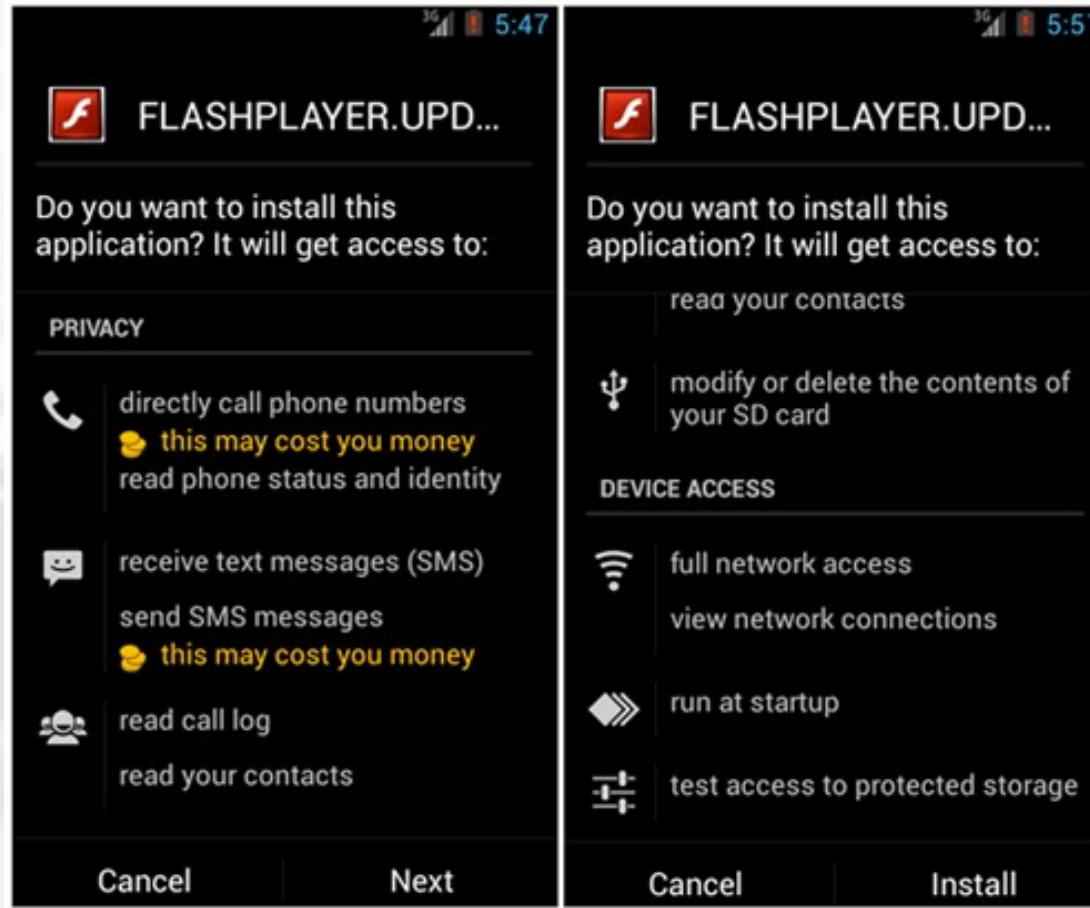 3G 5:47
FLASHPLAYER.UPD...
Do you want to install this
application? It will get access to:
PRIVACY
directly call phone numbers
this may cost you money
read phone status and identity
receive text messages (SMS)
send SMS messages
this may cost you money
read call log
read your contacts
Cancel Next
3G 5:5
FLASHPLAYER.UPD...
Do you want to install this
application? It will get access to:
read your contacts
modify or delete the contents of
your SD card
DEVICE ACCESS
full network access
view network connections
run at startup
test access to protected storage
Cancel Install